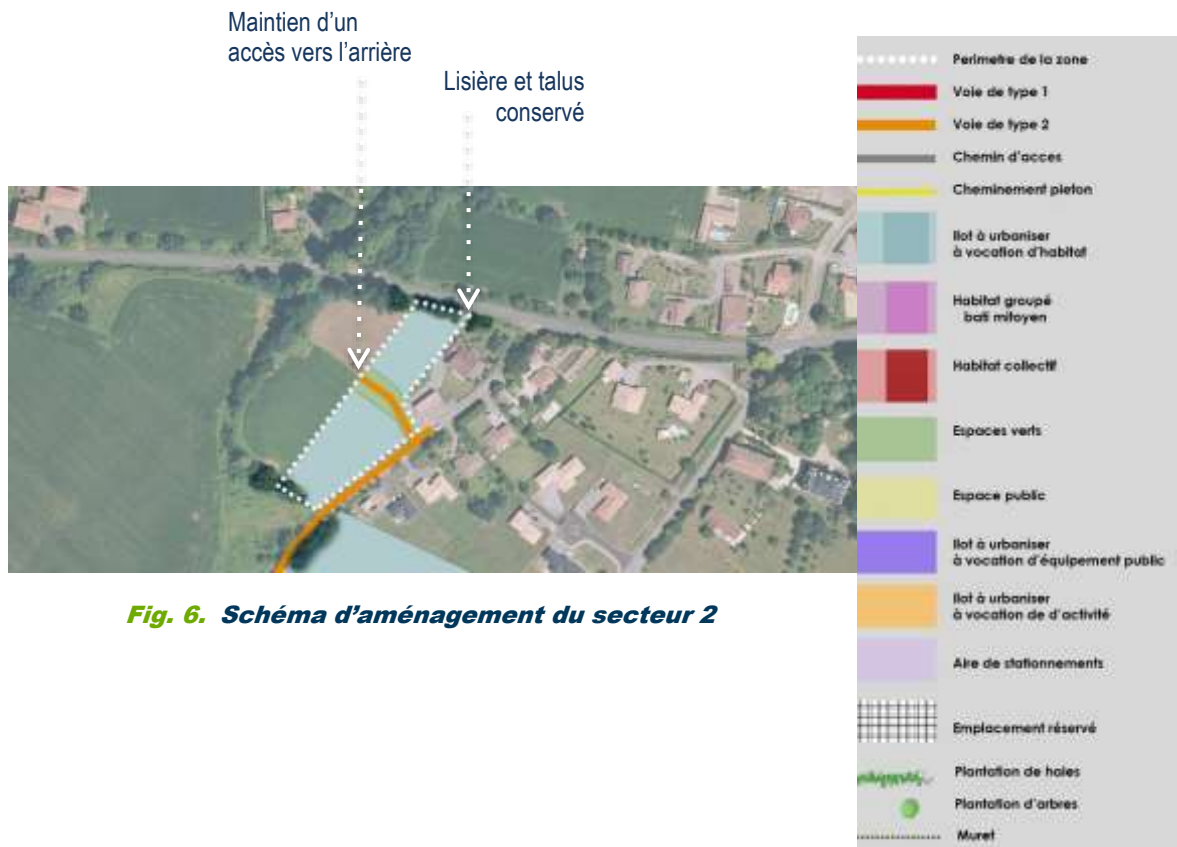 Maintien d’un
accès vers l’arrière
Lisière et talus
conservé
Fig. 6. Schéma d’aménagement du secteur 2
Perimetre de la zone
Voie de type 1
Voie de type 2
Chemin d'acces
Cheminement pieton
Ilot à urbaniser
à vocation d'habitat
Habitat groupé
bati mitoyen
Habitat collectif
Espaces verts
Espace public
Ilot à urbaniser
à vocation d'équipement public
Ilot à urbaniser
à vocation de d'activité
Aire de stationnements
Emplacement réservé
Plantation de haies
Plantation d'arbres
Muret